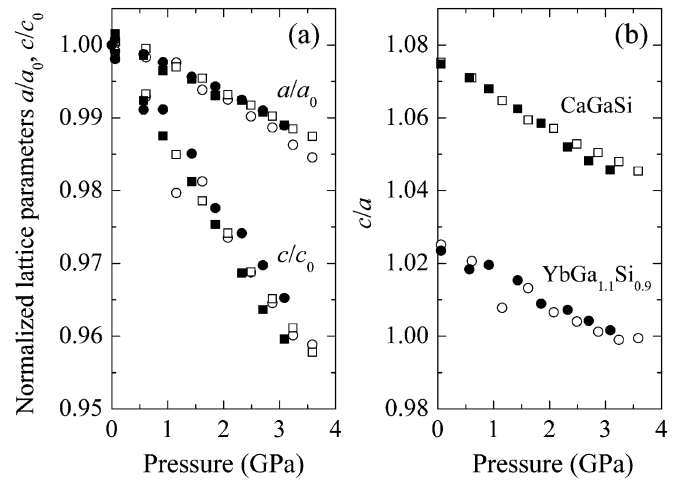 (a)
1.00
0.99
0.98
0.97
0.96
0.95
Normalized lattice parameters a/a₀, c/c₀
a/a₀
c/c₀
0 1 2 3 4
Pressure (GPa)
(b)
1.08
1.06
1.04
1.02
1.00
0.98
c/a
CaGaSi
YbGa₁.₁Si₀.₉
0 1 2 3 4
Pressure (GPa)